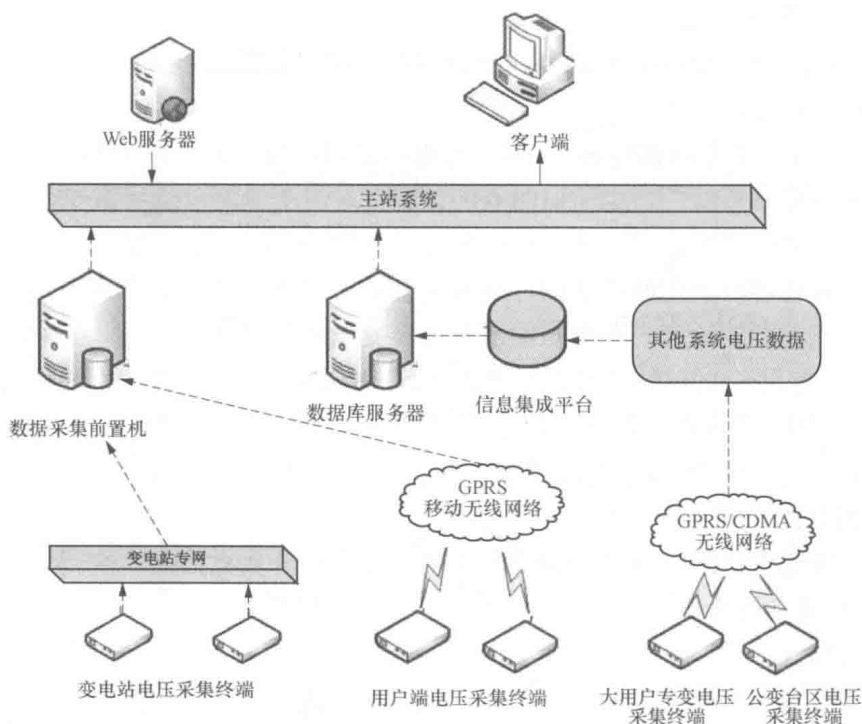 Web服务器
客户端
主站系统
其他系统电压数据
数据采集前置机
数据库服务器
信息集成平台
GPRS
移动无线网络
GPRS/CDMA
无线网络
变电站专网
变电站电压采集终端
用户端电压采集终端
大用户专变电压
采集终端
公变台区电压
采集终端